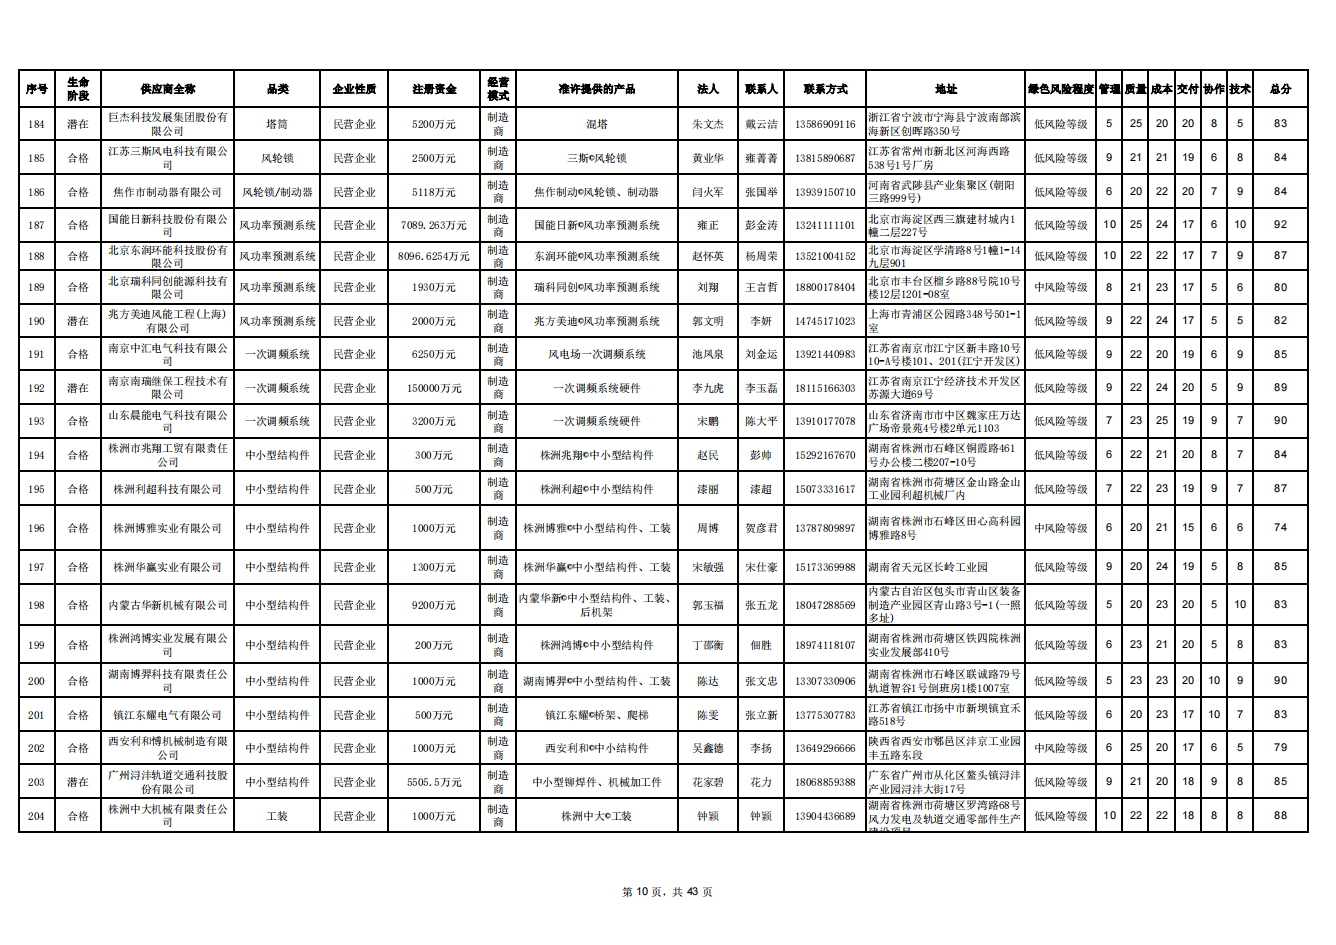 序号 生命阶段 供应商全称 品类 企业性质 注册资金 经营模式 准许提供的产品 法人 联系人 联系方式 地址 绿色风险程度 管理 质量 成本 交付 协作 技术 总分
184 潜在 巨杰科技发展集团股份有限公司 塔筒 民营企业 5200万元 制造商 混塔 朱文杰 戴云洁 13586909116 浙江省宁波市宁海县宁波南部滨海新区创晖路350号 低风险等级 5 25 20 20 8 5 83
185 合格 江苏三斯风电科技有限公司 风轮锁 民营企业 2500万元 制造商 三斯©风轮锁 黄业华 雍菁菁 13815890687 江苏省常州市新北区河海西路538号1号厂房 低风险等级 9 21 21 19 6 8 84
186 合格 焦作市制动器有限公司 风轮锁/制动器 民营企业 5118万元 制造商 焦作制动©风轮锁、制动器 闫火军 张国举 13939150710 河南省武陟县产业集聚区(朝阳三路999号) 低风险等级 6 20 22 20 7 9 84
187 合格 国能日新科技股份有限公司 风功率预测系统 民营企业 7089.263万元 制造商 国能日新©风功率预测系统 雍正 彭金涛 13241111101 北京市海淀区西三旗建材城内1幢二层227号 低风险等级 10 25 24 17 6 10 92
188 合格 北京东润环能科技股份有限公司 风功率预测系统 民营企业 8096.6254万元 制造商 东润环能©风功率预测系统 赵怀英 杨周荣 13521004152 北京市海淀区学清路8号1幢1-14九层901 低风险等级 10 22 22 17 7 9 87
189 合格 北京瑞科同创能源科技有限公司 风功率预测系统 民营企业 1930万元 制造商 瑞科同创©风功率预测系统 刘翔 王言哲 18800178404 北京市丰台区榴乡路88号院10号楼12层1201-08室 中风险等级 8 21 23 17 5 6 80
190 潜在 兆方美迪风能工程(上海)有限公司 风功率预测系统 民营企业 2000万元 制造商 兆方美迪©风功率预测系统 郭文明 李妍 14745171023 上海市青浦区公园路348号501-1室 低风险等级 9 22 24 17 5 5 82
191 合格 南京中汇电气科技有限公司 一次调频系统 民营企业 6250万元 制造商 风电场一次调频系统 池凤泉 刘金运 13921440983 江苏省南京市江宁区新丰路10号10-A号楼101、201(江宁开发区) 低风险等级 9 22 20 19 6 9 85
192 潜在 南京南瑞继保工程技术有限公司 一次调频系统 民营企业 150000万元 制造商 一次调频系统硬件 李九虎 李玉磊 18115166303 江苏省南京江宁经济技术开发区苏源大道69号 低风险等级 9 22 24 20 5 9 89
193 合格 山东晨能电气科技有限公司 一次调频系统 民营企业 3200万元 制造商 一次调频系统硬件 宋鹏 陈大平 13910177078 山东省济南市市中区魏家庄万达广场帝景苑4号楼2单元1103 低风险等级 7 23 25 19 9 7 90
194 合格 株洲市兆翔工贸有限责任公司 中小型结构件 民营企业 300万元 制造商 株洲兆翔©中小型结构件 赵民 彭帅 15292167670 湖南省株洲市石峰区铜霞路461号办公楼二楼207-10号 低风险等级 6 22 21 20 8 7 84
195 合格 株洲利超科技有限公司 中小型结构件 民营企业 500万元 制造商 株洲利超©中小型结构件 漆丽 漆超 15073331617 湖南省株洲市荷塘区金山路金山工业园利超机械厂内 低风险等级 7 22 23 19 9 7 87
196 合格 株洲博雅实业有限公司 中小型结构件 民营企业 1000万元 制造商 株洲博雅©中小型结构件、工装 周博 贺彦君 13787809897 湖南省株洲市石峰区田心高科园博雅路8号 中风险等级 6 20 21 15 6 6 74
197 合格 株洲华赢实业有限公司 中小型结构件 民营企业 1300万元 制造商 株洲华赢©中小型结构件、工装 宋敏强 宋仕豪 15173369988 湖南省天元区长岭工业园 低风险等级 9 20 24 19 5 8 85
198 合格 内蒙古华新机械有限公司 中小型结构件 民营企业 9200万元 制造商 内蒙华新©中小型结构件、工装、后机架 郭玉福 张五龙 18047288569 内蒙古自治区包头市青山区装备制造产业园区青山路3号-1(一照多址) 低风险等级 5 20 23 20 5 10 83
199 合格 株洲鸿博实业发展有限公司 中小型结构件 民营企业 200万元 制造商 株洲鸿博©中小型结构件 丁邵衡 佃胜 18974118107 湖南省株洲市荷塘区铁四院株洲实业发展部410号 低风险等级 6 23 21 20 5 8 83
200 合格 湖南博羿科技有限责任公司 中小型结构件 民营企业 1000万元 制造商 湖南博羿©中小型结构件、工装 陈达 张文忠 13307330906 湖南省株洲市石峰区联诚路79号轨道智谷1号倒班房1楼1007室 低风险等级 5 23 23 20 10 9 90
201 合格 镇江东耀电气有限公司 中小型结构件 民营企业 500万元 制造商 镇江东耀©桥架、爬梯 陈雯 张立新 13775307783 江苏省镇江市扬中市新坝镇宜禾路518号 低风险等级 6 20 23 17 10 7 83
202 合格 西安利和愽机械制造有限公司 中小型结构件 民营企业 1000万元 制造商 西安利和©中小结构件 吴鑫德 李扬 13649296666 陕西省西安市鄠邑区沣京工业园丰五路东段 中风险等级 6 25 20 17 6 5 79
203 潜在 广州浔沣轨道交通科技股份有限公司 中小型结构件 民营企业 5505.5万元 制造商 中小型铆焊件、机械加工件 花家碧 花力 18068859388 广东省广州市从化区鳌头镇浔沣产业园浔沣大街17号 低风险等级 9 21 20 18 9 8 85
204 合格 株洲中大机械有限责任公司 工装 民营企业 1000万元 制造商 株洲中大©工装 钟颖 钟颖 13904436689 湖南省株洲市荷塘区罗湾路68号风力发电及轨道交通零部件生产建设项目 低风险等级 10 22 22 18 8 8 88
第 10 页，共 43 页